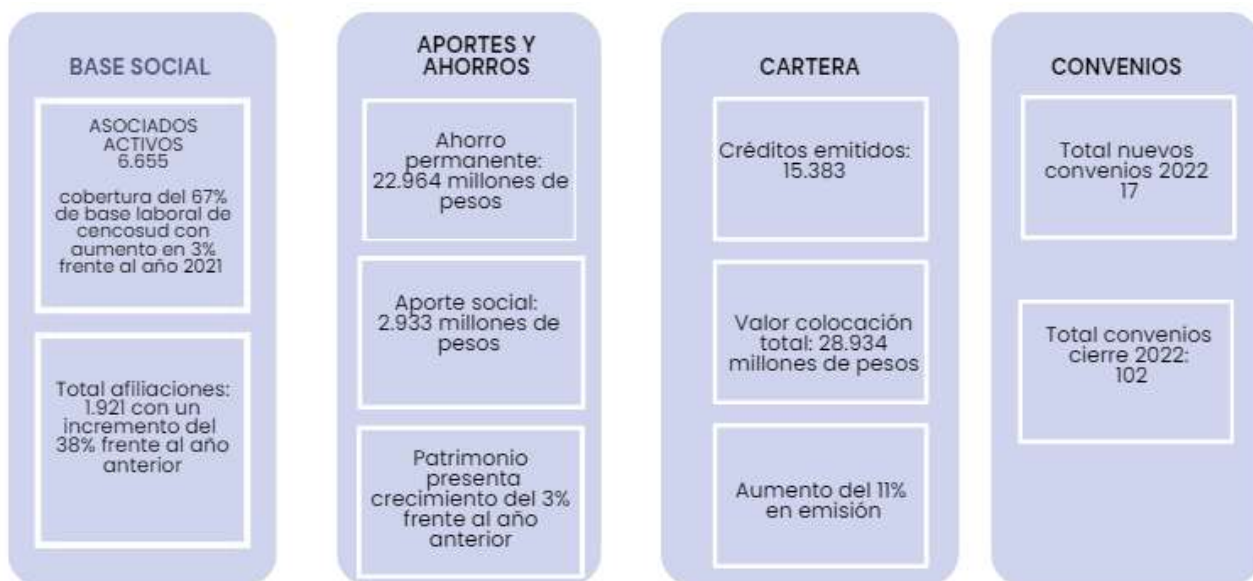 BASE SOCIAL
ASOCIADOS
ACTIVOS
6.655
cobertura del 67%
de base laboral de
cencosud con
aumento en 3%
frente al año 2021
Total afiliaciones:
1.921 con un
incremento del
38% frente al año
anterior
APORTES Y
AHORROS
Ahorro
permanente:
22.964 millones de
pesos
Aporte social:
2.933 millones de
pesos
Patrimonio
presenta
crecimiento del 3%
frente al año
anterior
CARTERA
Créditos emitidos:
15.383
Valor colocación
total: 28.934
millones de pesos
Aumento del 11%
en emisión
CONVENIOS
Total nuevos
convenios 2022
17
Total convenios
cierre 2022:
102